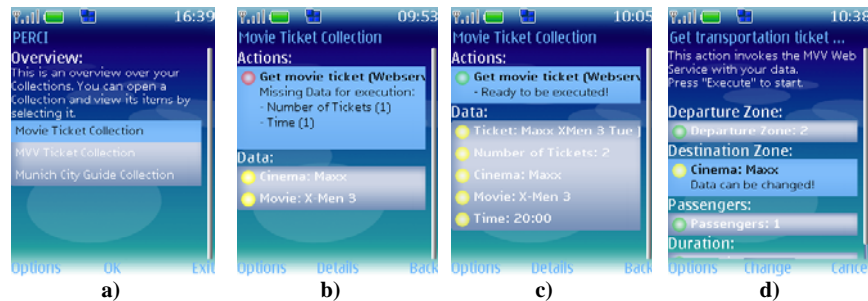 16:39
PERCI
Overview:
This is an overview over your
Collections. You can open a
Collection and view its items by
selecting it.
Movie Ticket Collection
MVV Ticket Collection
Munich City Guide Collection
Options OK Exit
a)
09:53
Movie Ticket Collection
Actions:
Get movie ticket (Webserv
Missing Data for execution:
- Number of Tickets (1)
- Time (1)
Data:
Cinema: Maxx
Movie: X-Men 3
Options Details Back
b)
10:05
Movie Ticket Collection
Actions:
Get movie ticket (Webserv
- Ready to be executed!
Data:
Ticket: Maxx XMen 3 Tue
Number of Tickets: 2
Cinema: Maxx
Movie: X-Men 3
Time: 20:00
Options Details Back
c)
10:38
Get transportation ticket ...
This action invokes the MVV Web
Service with your data.
Press "Execute" to start.
Departure Zone:
Departure Zone: 2
Destination Zone:
Cinema: Maxx
Data can be changed!
Passengers:
Passengers: 1
Duration:
Options Change Cance
d)